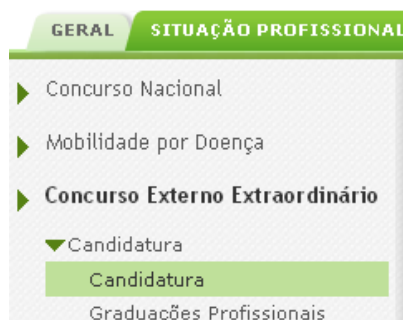 GERAL SITUAÇÃO PROFISSIONAL
Concurso Nacional
Mobilidade por Doença
Concurso Externo Extraordinário
Candidatura
Candidatura
Graduações Profissionais